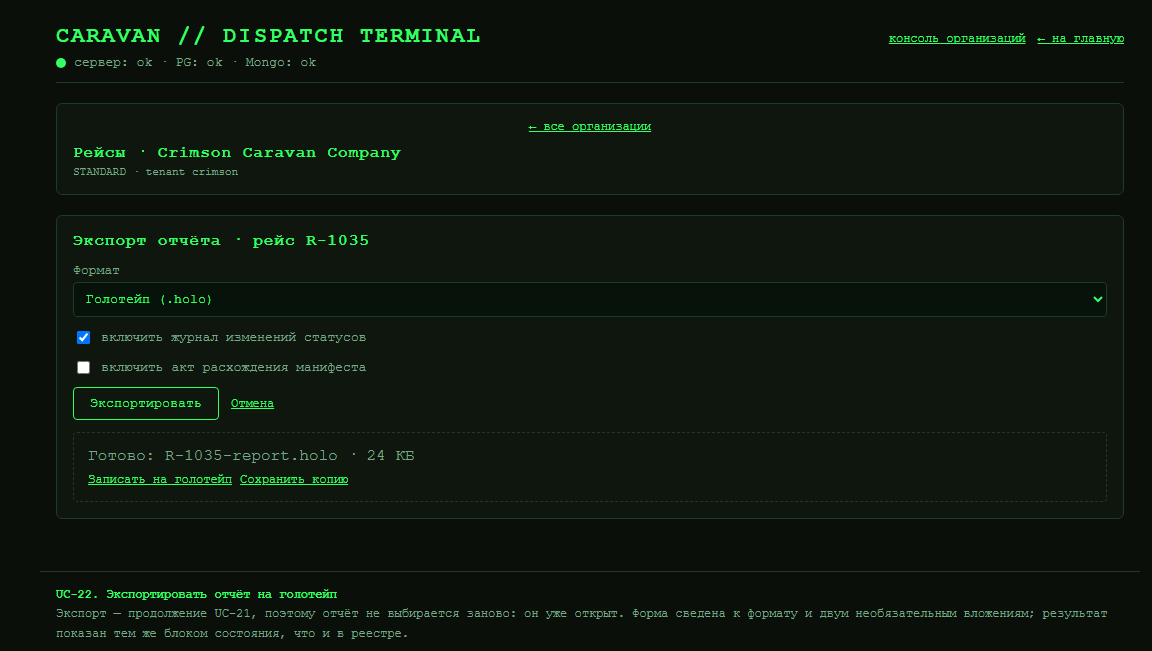 CARAVAN // DISPATCH TERMINAL
консоль организаций ← на главную
сервер: ok · PG: ok · Mongo: ok
← все организации
Рейсы · Crimson Caravan Company
STANDARD · tenant crimson
Экспорт отчёта · рейс R-1035
Формат
Голотейп (.holo)
включить журнал изменений статусов
включить акт расхождения манифеста
Экспортировать Отмена
Готово: R-1035-report.holo · 24 КБ
Записать на голотейп Сохранить копию
UC-22. Экспортировать отчёт на голотейп
Экспорт — продолжение UC-21, поэтому отчёт не выбирается заново: он уже открыт. Форма сведена к формату и двум необязательным вложениям; результат
показан тем же блоком состояния, что и в реестре.